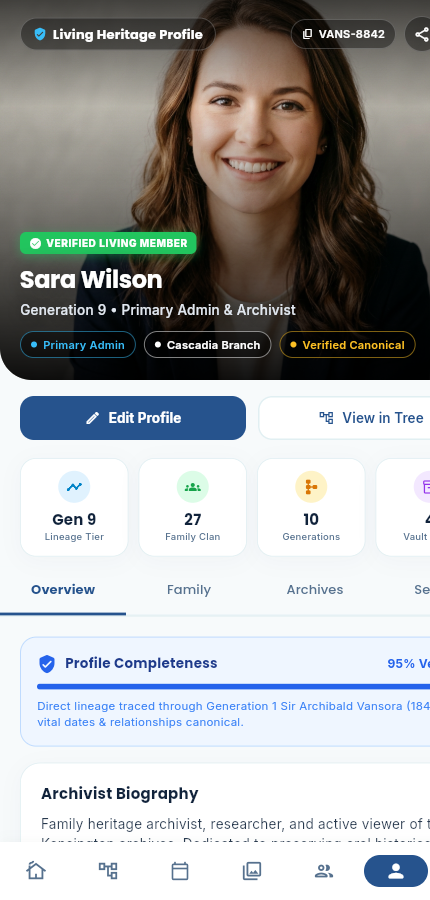 Living Heritage Profile
VANS-8842
VERIFIED LIVING MEMBER
Sara Wilson
Generation 9 • Primary Admin & Archivist
Primary Admin
Cascadia Branch
Verified Canonical
Edit Profile
View in Tree
Gen 9
Lineage Tier
27
Family Clan
10
Generations
Vault
Overview
Family
Archives
Profile Completeness
95%
Direct lineage traced through Generation 1 Sir Archibald Vansora
vital dates & relationships canonical.
Archivist Biography
Family heritage archivist, researcher, and active viewer of